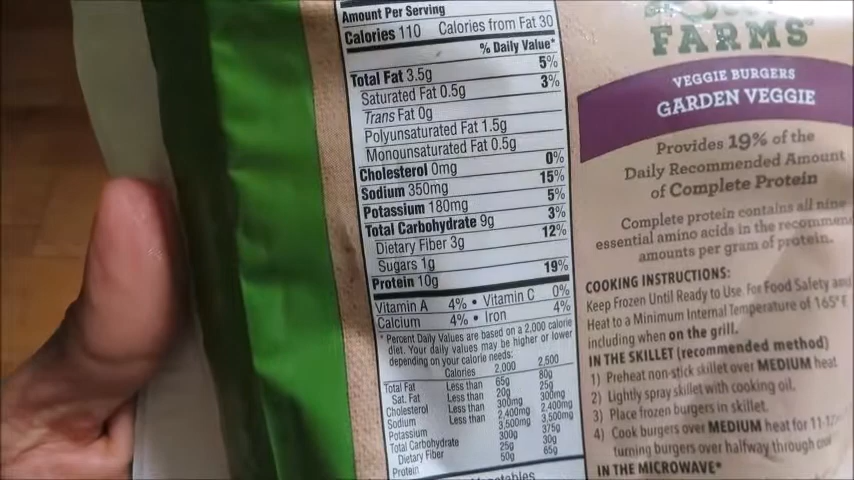 Amount Per Serving
Calories 110 Calories from Fat 30
% Daily Value*
Total Fat 3.5g 5%
Saturated Fat 0.5g 3%
Trans Fat 0g
Polyunsaturated Fat 1.5g
Monounsaturated Fat 0.5g
Cholesterol 0mg 0%
Sodium 350mg 15%
Potassium 180mg 5%
Total Carbohydrate 9g 3%
Dietary Fiber 3g 12%
Sugars 1g
Protein 10g 19%
Vitamin A 4% • Vitamin C 0%
Calcium 4% • Iron 4%
* Percent Daily Values are based on a 2,000 calorie
diet. Your daily values may be higher or lower
depending on your calorie needs:
Calories 2,000 2,500
Total Fat Less than 65g 80g
Sat. Fat Less than 20g 25g
Cholesterol Less than 300mg 300mg
Sodium Less than 2,400mg 2,400mg
Potassium 3,500mg 3,500mg
Total Carbohydrate 300g 375g
Dietary Fiber 25g 30g
Protein 50g 65g
FARMS
VEGGIE BURGERS
GARDEN VEGGIE
Provides 19% of the
Daily Recommended Amount
of Complete Protein
Complete protein contains all nine
essential amino acids in the
amounts per gram of protein.
COOKING INSTRUCTIONS:
Keep Frozen Until Ready to Use. For Food Safety and
Heat to a Minimum Internal Temperature of 165° F
including when on the grill.
IN THE SKILLET (recommended method)
1) Preheat non-stick skillet over MEDIUM heat
2) Lightly spray skillet with cooking oil.
3) Place frozen burgers in skillet.
4) Cook burgers over MEDIUM heat for
turning burgers over halfway through
IN THE MICROWAVE*